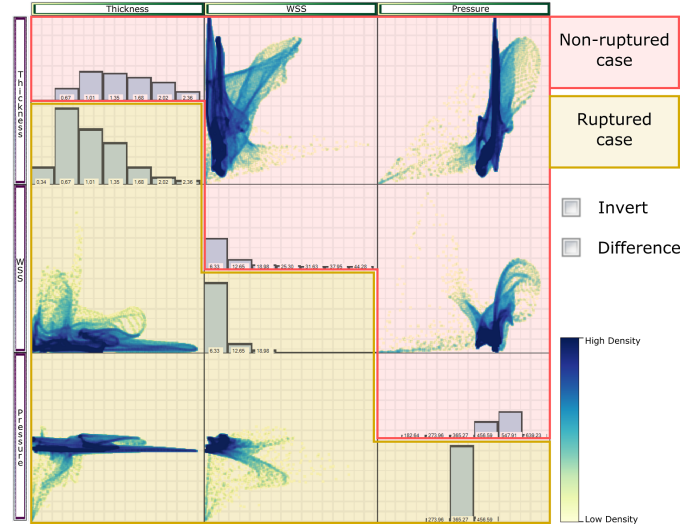 Thickness WSS Pressure
Thickness
WSS
Pressure
0.67 1.01 1.35 1.68 2.02 2.36
0.34 0.67 1.01 1.35 1.68 2.02 2.36
6.33 12.65 18.98 25.30 31.63 37.95 44.28
6.33 12.65 18.98
182.64 273.96 365.27 456.59 547.91 639.23
273.96 365.27 456.59
Non-ruptured
case
Ruptured
case
Invert
Difference
High Density
Low Density